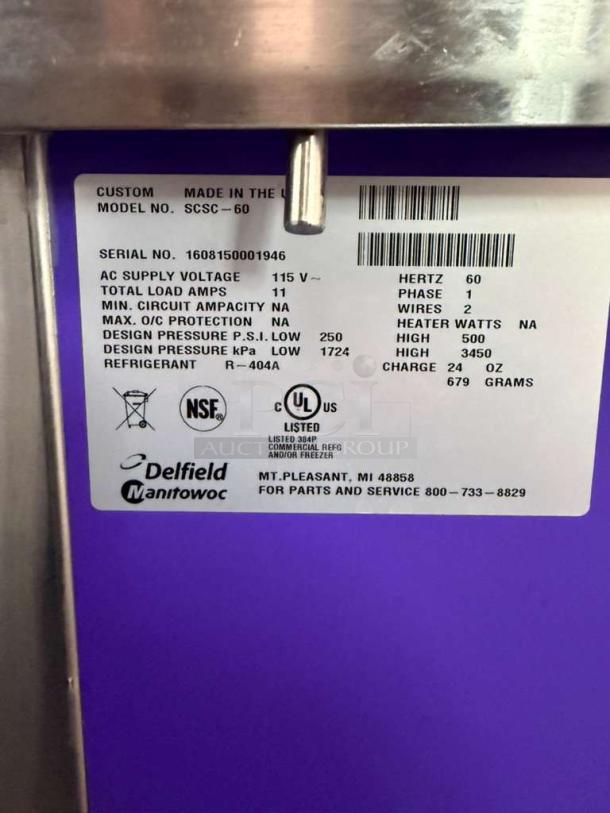 CUSTOM MADE IN THE
MODEL NO. SCSC-60
SERIAL NO. 1608150001946
AC SUPPLY VOLTAGE 115 V~ HERTZ 60
TOTAL LOAD AMPS 11 PHASE 1
MIN. CIRCUIT AMPACITY NA WIRES 2
MAX. O/C PROTECTION NA HEATER WATTS NA
DESIGN PRESSURE P.S.I. LOW 250 HIGH 500
DESIGN PRESSURE kPa LOW 1724 HIGH 3450
REFRIGERANT R-404A CHARGE 24 OZ
679 GRAMS
NSF®
C UL US
LISTED
LISTED 384P
COMMERCIAL REFG
AND/OR FREEZER
PCI
AUCTION GROUP
Delfield
Manitowoc
MT.PLEASANT, MI 48858
FOR PARTS AND SERVICE 800-733-8829